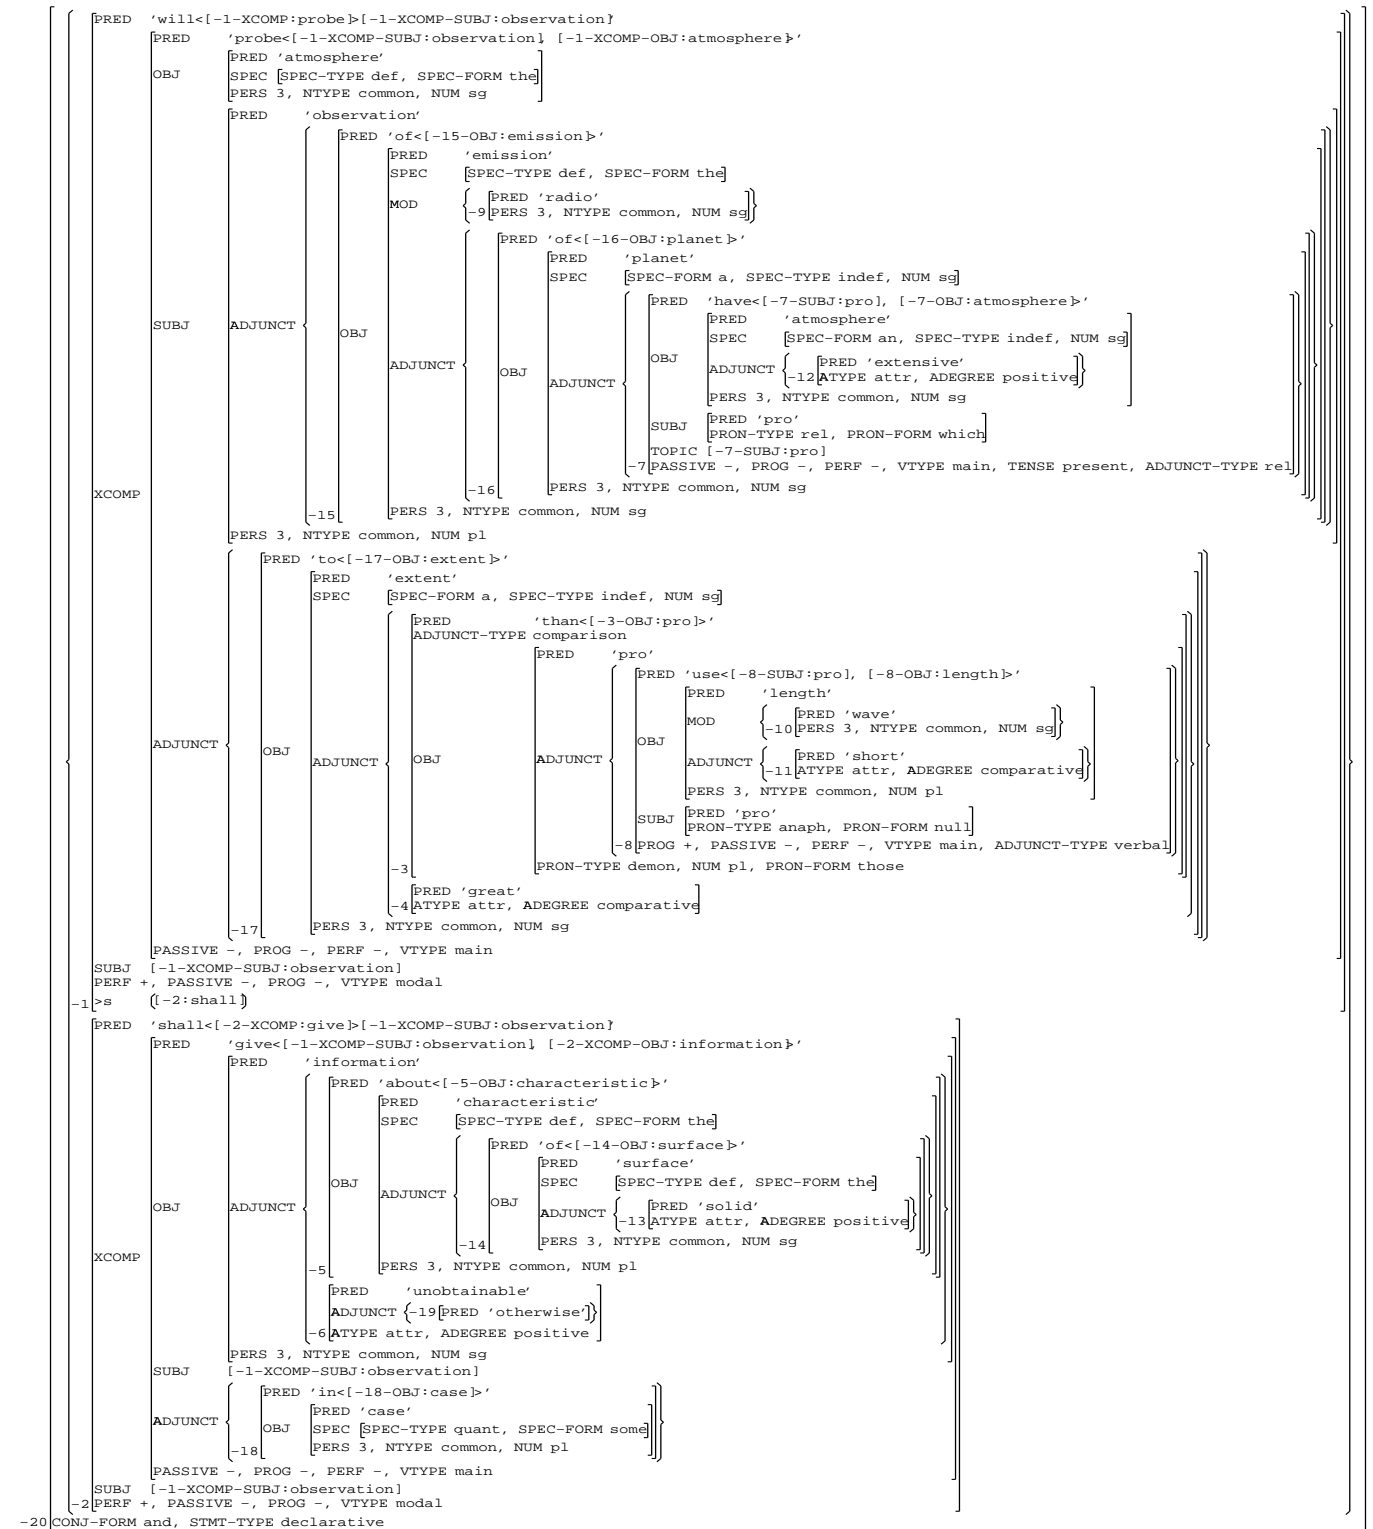 PRED 'will<[-1-XCOMP:probe]>[-1-XCOMP-SUBJ:observation]'
PRED 'probe<[-1-XCOMP-SUBJ:observation], [-1-XCOMP-OBJ:atmosphere]>'
PRED 'atmosphere'
OBJ SPEC [SPEC-TYPE def, SPEC-FORM the]
PERS 3, NTYPE common, NUM sg
PRED 'observation'
PRED 'of<[-15-OBJ:emission]>'
PRED 'emission'
SPEC [SPEC-TYPE def, SPEC-FORM the]
PRED 'radio'
MOD
-9 PERS 3, NTYPE common, NUM sg
PRED 'of<[-16-OBJ:planet]>'
PRED 'planet'
SPEC [SPEC-FORM a, SPEC-TYPE indef, NUM sg]
PRED 'have<[-7-SUBJ:pro], [-7-OBJ:atmosphere]>'
PRED 'atmosphere'
SUBJ ADJUNCT OBJ
SPEC [SPEC-FORM an, SPEC-TYPE indef, NUM sg]
OBJ
ADJUNCT OBJ ADJUNCT
ADJUNCT PRED 'extensive'
-12 ATYPE attr, ADEGREE positive
PERS 3, NTYPE common, NUM sg
SUBJ PRED 'pro'
PRON-TYPE rel, PRON-FORM which
TOPIC [-7-SUBJ:pro]
-7 PASSIVE -, PROG -, PERF -, VTYPE main, TENSE present, ADJUNCT-TYPE rel
-16 PERS 3, NTYPE common, NUM sg
XCOMP
-15 PERS 3, NTYPE common, NUM sg
PERS 3, NTYPE common, NUM pl
PRED 'to<[-17-OBJ:extent]>'
PRED 'extent'
SPEC [SPEC-FORM a, SPEC-TYPE indef, NUM sg]
PRED 'than<[-3-OBJ:pro]>'
ADJUNCT-TYPE comparison
PRED 'pro'
PRED 'use<[-8-SUBJ:pro], [-8-OBJ:length]>'
PRED 'length'
MOD PRED 'wave'
-10 PERS 3, NTYPE common, NUM sg
OBJ
ADJUNCT OBJ ADJUNCT OBJ ADJUNCT
ADJUNCT PRED 'short'
-11 ATYPE attr, ADEGREE comparative
PERS 3, NTYPE common, NUM pl
SUBJ PRED 'pro'
PRON-TYPE anaph, PRON-FORM null
-8 PROG +, PASSIVE -, PERF -, VTYPE main, ADJUNCT-TYPE verbal
-3 PRON-TYPE demon, NUM pl, PRON-FORM those
PRED 'great'
-4 ATYPE attr, ADEGREE comparative
-17 PERS 3, NTYPE common, NUM sg
PASSIVE -, PROG -, PERF -, VTYPE main
SUBJ [-1-XCOMP-SUBJ:observation]
PERF +, PASSIVE -, PROG -, VTYPE modal
-1 >s {[-2:shall]}
PRED 'shall<[-2-XCOMP:give]>[-1-XCOMP-SUBJ:observation]'
PRED 'give<[-1-XCOMP-SUBJ:observation], [-2-XCOMP-OBJ:information]>'
PRED 'information'
PRED 'about<[-5-OBJ:characteristic]>'
PRED 'characteristic'
SPEC [SPEC-TYPE def, SPEC-FORM the]
PRED 'of<[-14-OBJ:surface]>'
PRED 'surface'
OBJ SPEC [SPEC-TYPE def, SPEC-FORM the]
OBJ ADJUNCT ADJUNCT OBJ
ADJUNCT PRED 'solid'
-13 ATYPE attr, ADEGREE positive
-14 PERS 3, NTYPE common, NUM sg
XCOMP
-5 PERS 3, NTYPE common, NUM pl
PRED 'unobtainable'
ADJUNCT {-19[PRED 'otherwise']}
-6 ATYPE attr, ADEGREE positive
PERS 3, NTYPE common, NUM sg
SUBJ [-1-XCOMP-SUBJ:observation]
PRED 'in<[-18-OBJ:case]>'
PRED 'case'
ADJUNCT OBJ SPEC [SPEC-TYPE quant, SPEC-FORM some]
-18 PERS 3, NTYPE common, NUM pl
PASSIVE -, PROG -, PERF -, VTYPE main
SUBJ [-1-XCOMP-SUBJ:observation]
-2 PERF +, PASSIVE -, PROG -, VTYPE modal
-20 CONJ-FORM and, STMT-TYPE declarative